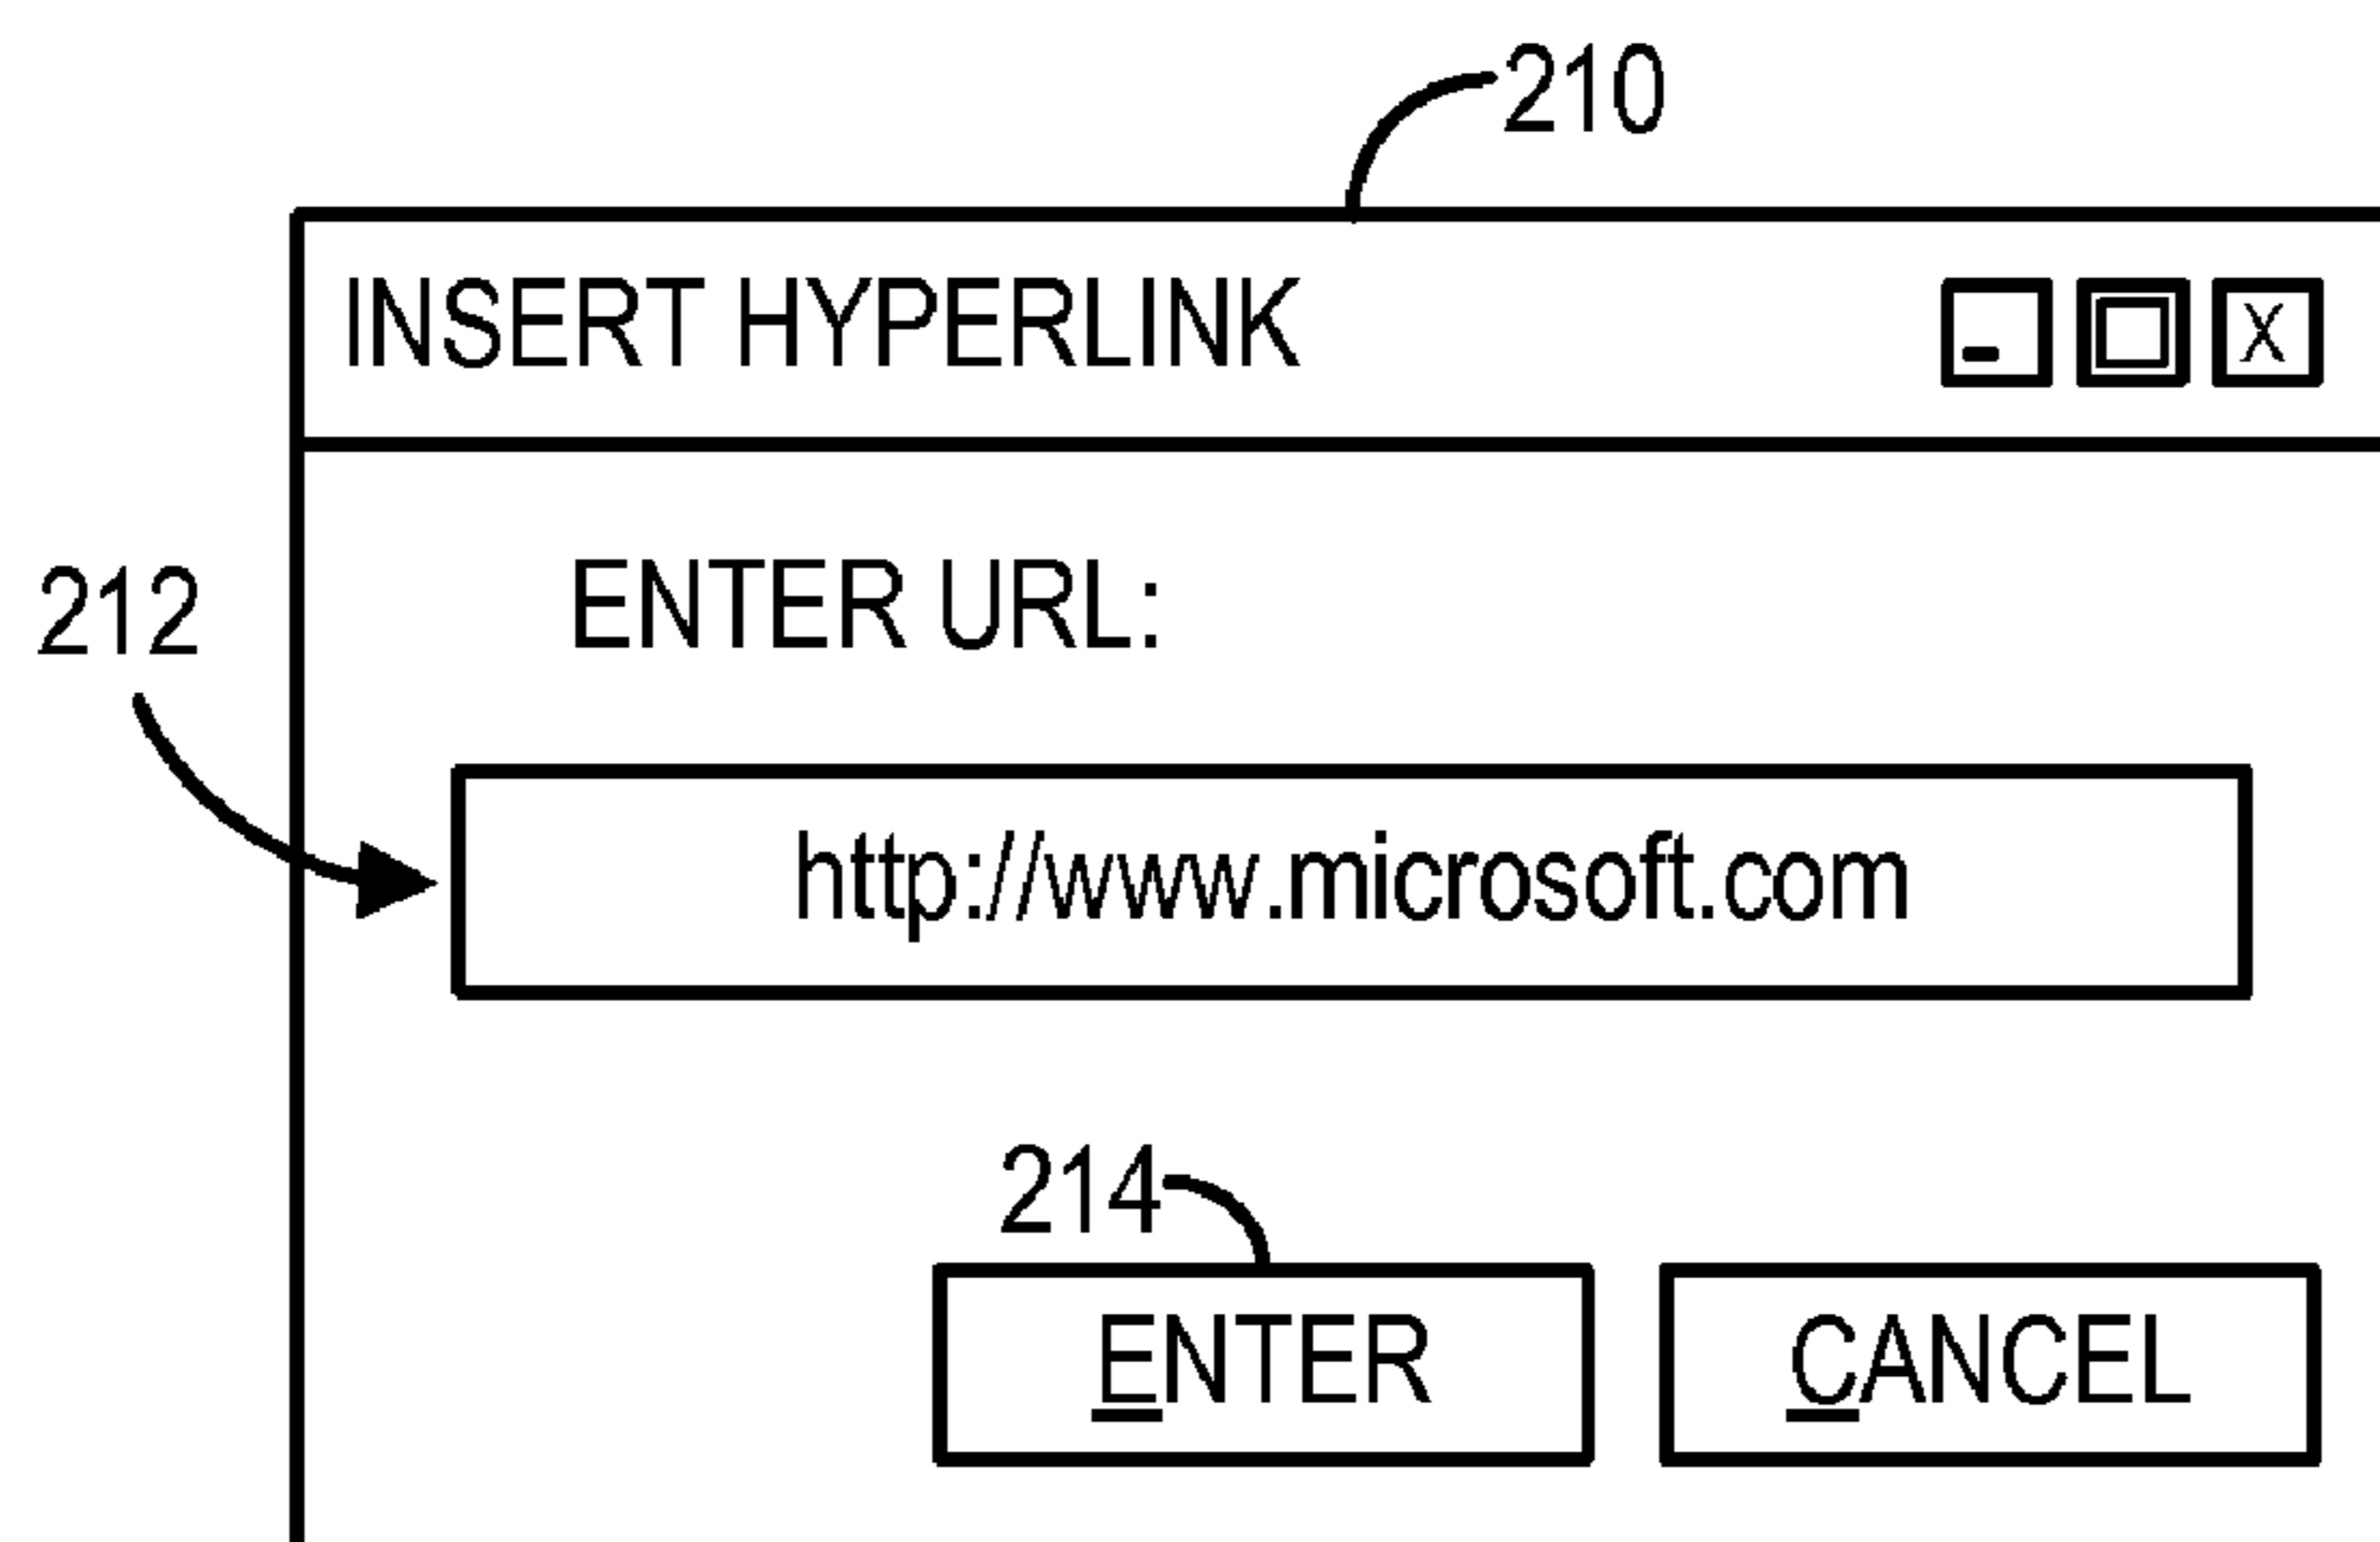 210
INSERT HYPERLINK X
ENTER URL:
212
http://www.microsoft.com
214
ENTER CANCEL